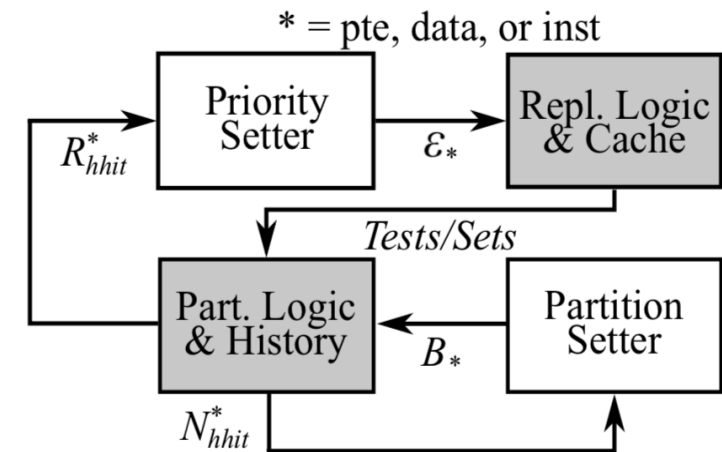 * = pte, data, or inst
Priority
Setter
Repl. Logic
& Cache
R*hhit
ε*
Tests/Sets
Part. Logic
& History
Partition
Setter
B*
N*hhit